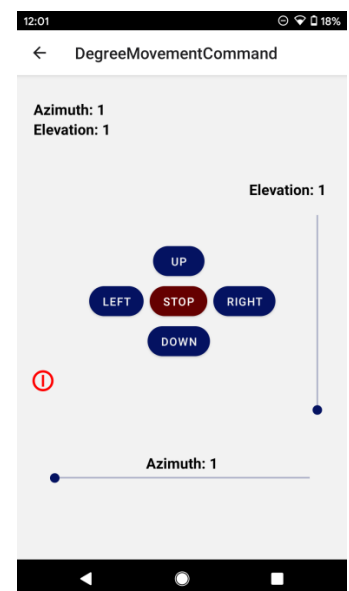 12:01 18%
DegreeMovementCommand
Azimuth: 1
Elevation: 1
Elevation: 1
UP
LEFT STOP RIGHT
DOWN
Azimuth: 1